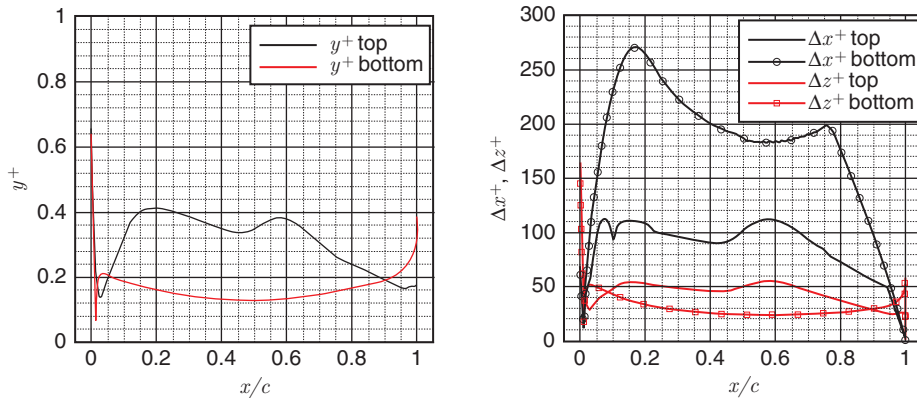 1
0.8
0.6
0.4
0.2
0
y+
y+ top
y+ bottom
0 0.2 0.4 0.6 0.8 1
x/c
300
250
200
150
100
50
0
Δx+, Δz+
Δx+ top
Δx+ bottom
Δz+ top
Δz+ bottom
0 0.2 0.4 0.6 0.8 1
x/c